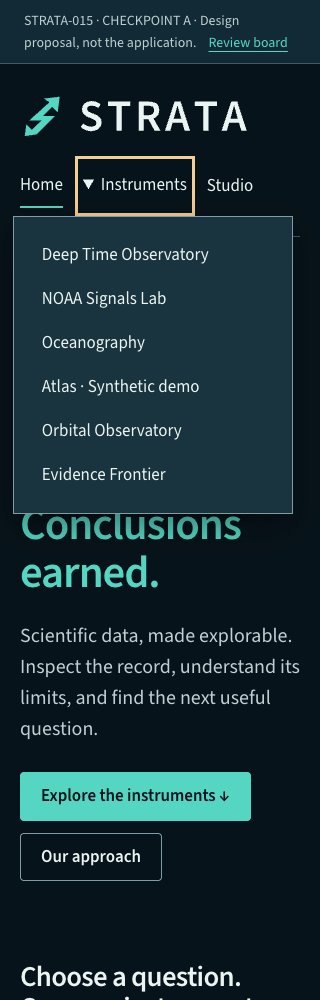 STRATA-015 · CHECKPOINT A · Design
proposal, not the application. Review board
STRATA
Home ▼ Instruments Studio
Deep Time Observatory
NOAA Signals Lab
Oceanography
Atlas · Synthetic demo
Orbital Observatory
Evidence Frontier
Conclusions
earned.
Scientific data, made explorable.
Inspect the record, understand its
limits, and find the next useful
question.
Explore the instruments ↓
Our approach
Choose a question.